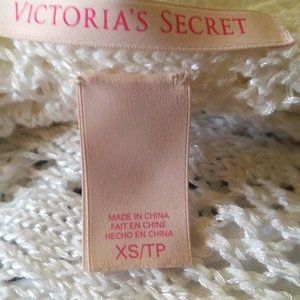 VICTORIA'S SECRET
MADE IN CHINA
FAIT EN CHINE
HECHO EN CHINA
XS/TP